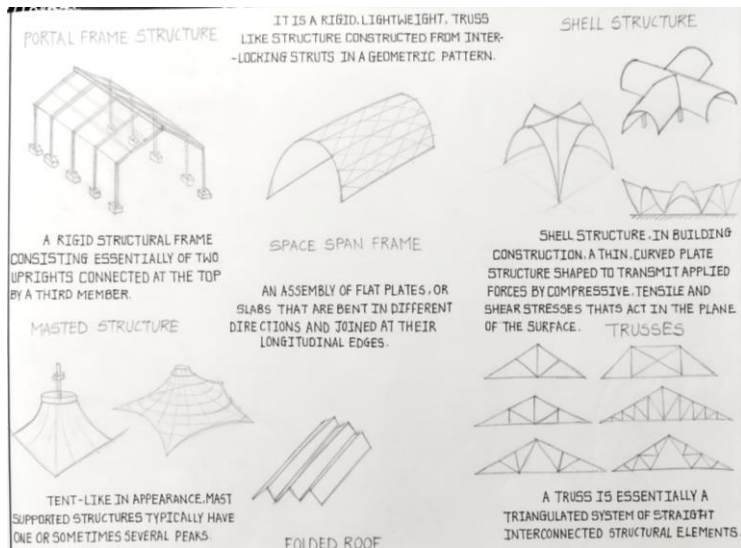 PORTAL FRAME STRUCTURE
A RIGID STRUCTURAL FRAME
CONSISTING ESSENTIALLY OF TWO
UPRIGHTS CONNECTED AT THE TOP
BY A THIRD MEMBER.
MASTED STRUCTURE
TENT-LIKE IN APPEARANCE, MAST
SUPPORTED STRUCTURES TYPICALLY HAVE
ONE OR SOMETIMES SEVERAL PEAKS.
IT IS A RIGID, LIGHTWEIGHT, TRUSS
LIKE STRUCTURE CONSTRUCTED FROM INTER-
-LOCKING STRUTS IN A GEOMETRIC PATTERN.
SPACE SPAN FRAME
AN ASSEMBLY OF FLAT PLATES, OR
SLABS THAT ARE BENT IN DIFFERENT
DIRECTIONS AND JOINED AT THEIR
LONGITUDINAL EDGES.
FOLDED ROOF
SHELL STRUCTURE
SHELL STRUCTURE, IN BUILDING
CONSTRUCTION, A THIN, CURVED PLATE
STRUCTURE SHAPED TO TRANSMIT APPLIED
FORCES BY COMPRESSIVE, TENSILE AND
SHEAR STRESSES THATS ACT IN THE PLANE
OF THE SURFACE.
TRUSSES
A TRUSS IS ESSENTIALLY A
TRIANGULATED SYSTEM OF STRAIGHT
INTERCONNECTED STRUCTURAL ELEMENTS.